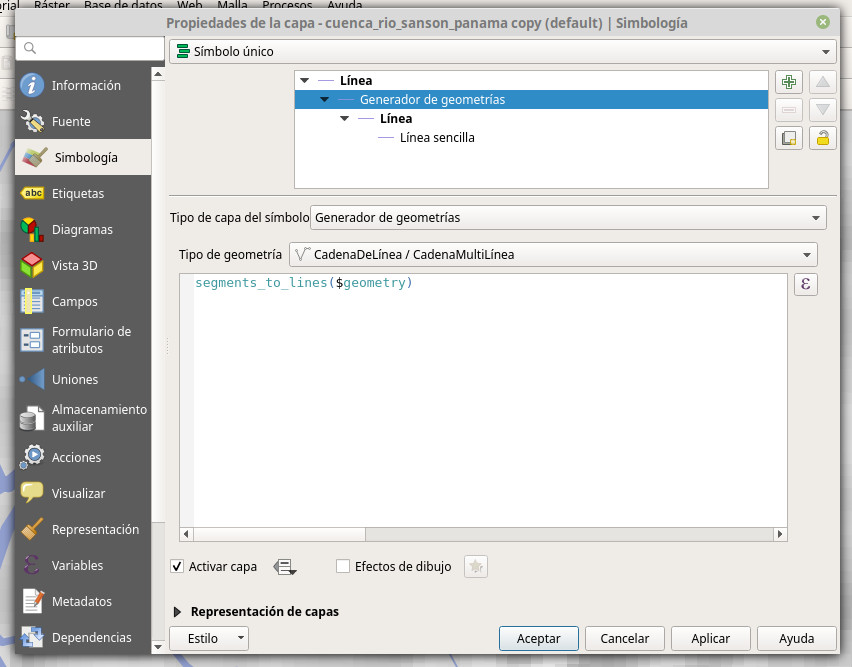 Ráster Base de datos Web Malla Procesos Ayuda
Propiedades de la capa - cuenca_rio_sanson_panama copy (default) | Simbología
Símbolo único
Información
Fuente
Simbología
Etiquetas
Diagramas
Vista 3D
Campos
Formulario de
atributos
Uniones
Almacenamiento
auxiliar
Acciones
Visualizar
Representación
Variables
Metadatos
Dependencias
abc
Línea
Generador de geometrías
Línea
Línea sencilla
Tipo de capa del símbolo Generador de geometrías
Tipo de geometría CadenaDeLínea / CadenaMultiLínea
segments_to_lines($geometry)
ε
Activar capa Efectos de dibujo
Representación de capas
Estilo Aceptar Cancelar Aplicar Ayuda